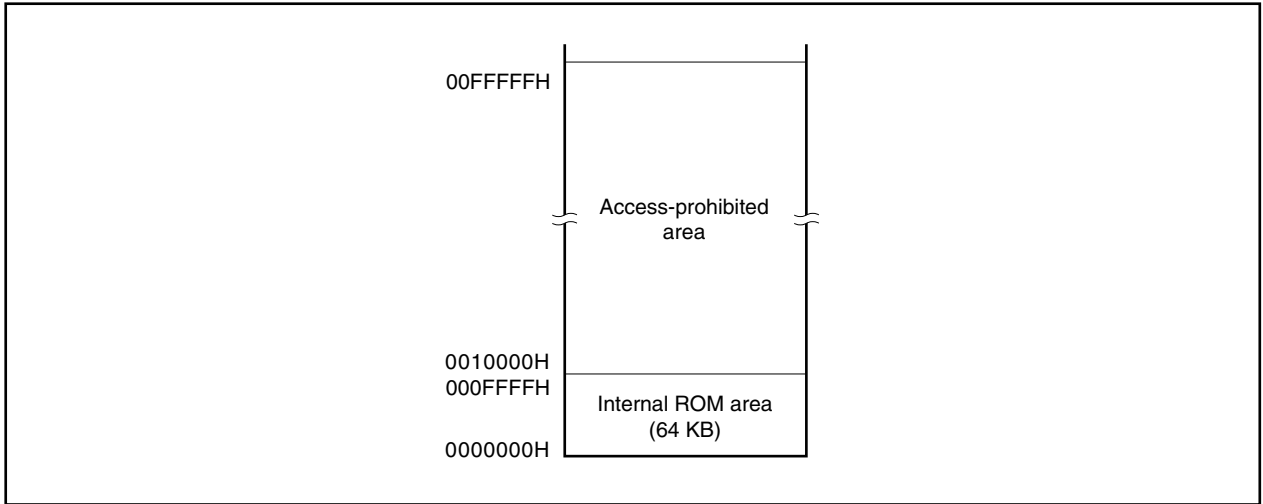 00FFFFFH
Access-prohibited
area
0010000H
000FFFFH
Internal ROM area
(64 KB)
0000000H